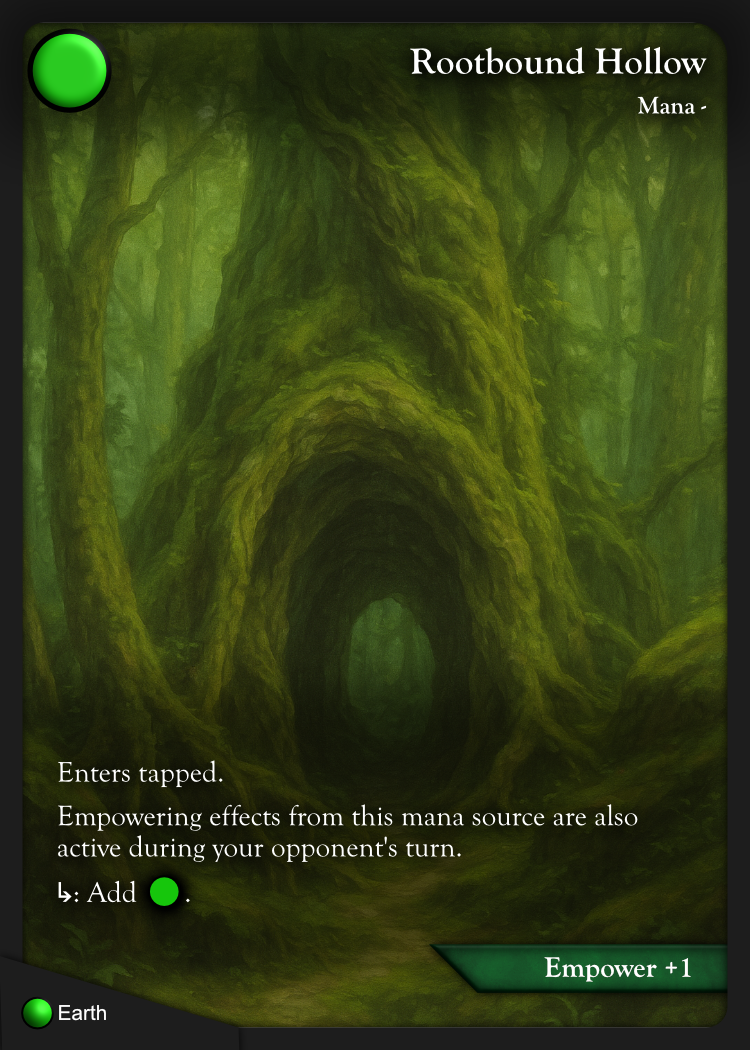 Rootbound Hollow
Mana -
Enters tapped.
Empowering effects from this mana source are also
active during your opponent's turn.
↳: Add .
Empower +1
Earth